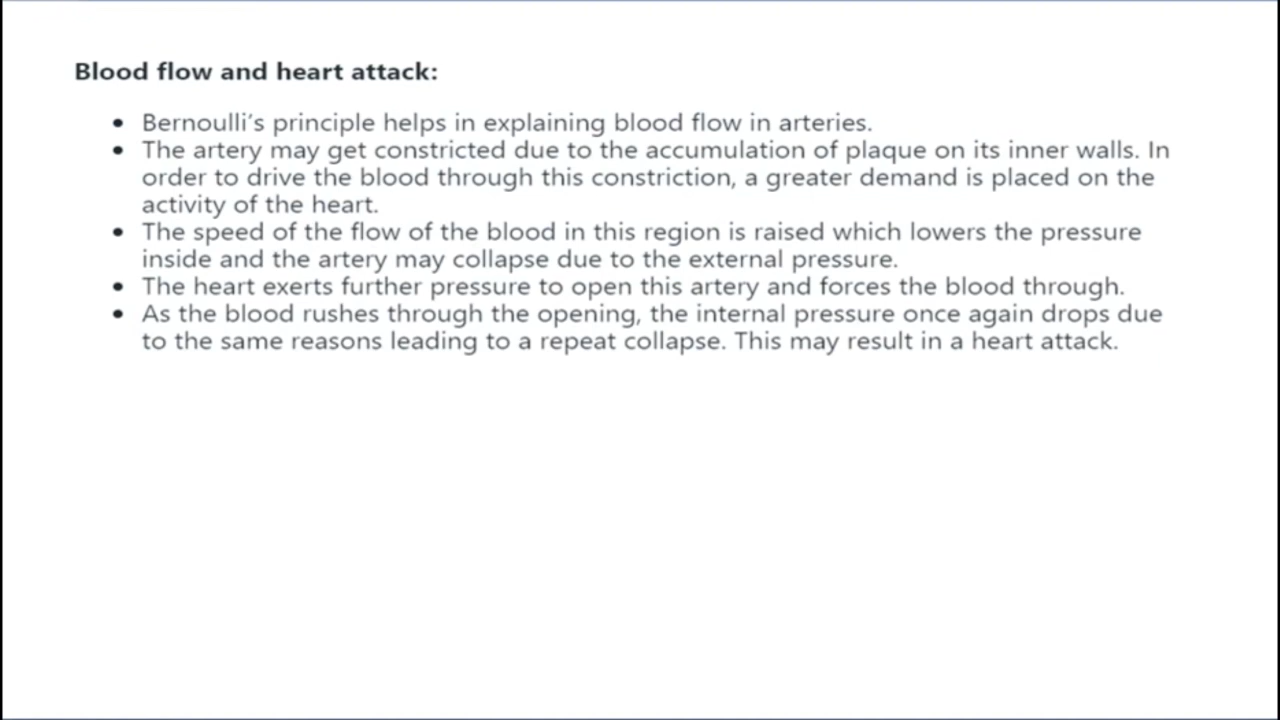 Blood flow and heart attack:
• Bernoulli's principle helps in explaining blood flow in arteries.
• The artery may get constricted due to the accumulation of plaque on its inner walls. In
order to drive the blood through this constriction, a greater demand is placed on the
activity of the heart.
• The speed of the flow of the blood in this region is raised which lowers the pressure
inside and the artery may collapse due to the external pressure.
• The heart exerts further pressure to open this artery and forces the blood through.
• As the blood rushes through the opening, the internal pressure once again drops due
to the same reasons leading to a repeat collapse. This may result in a heart attack.